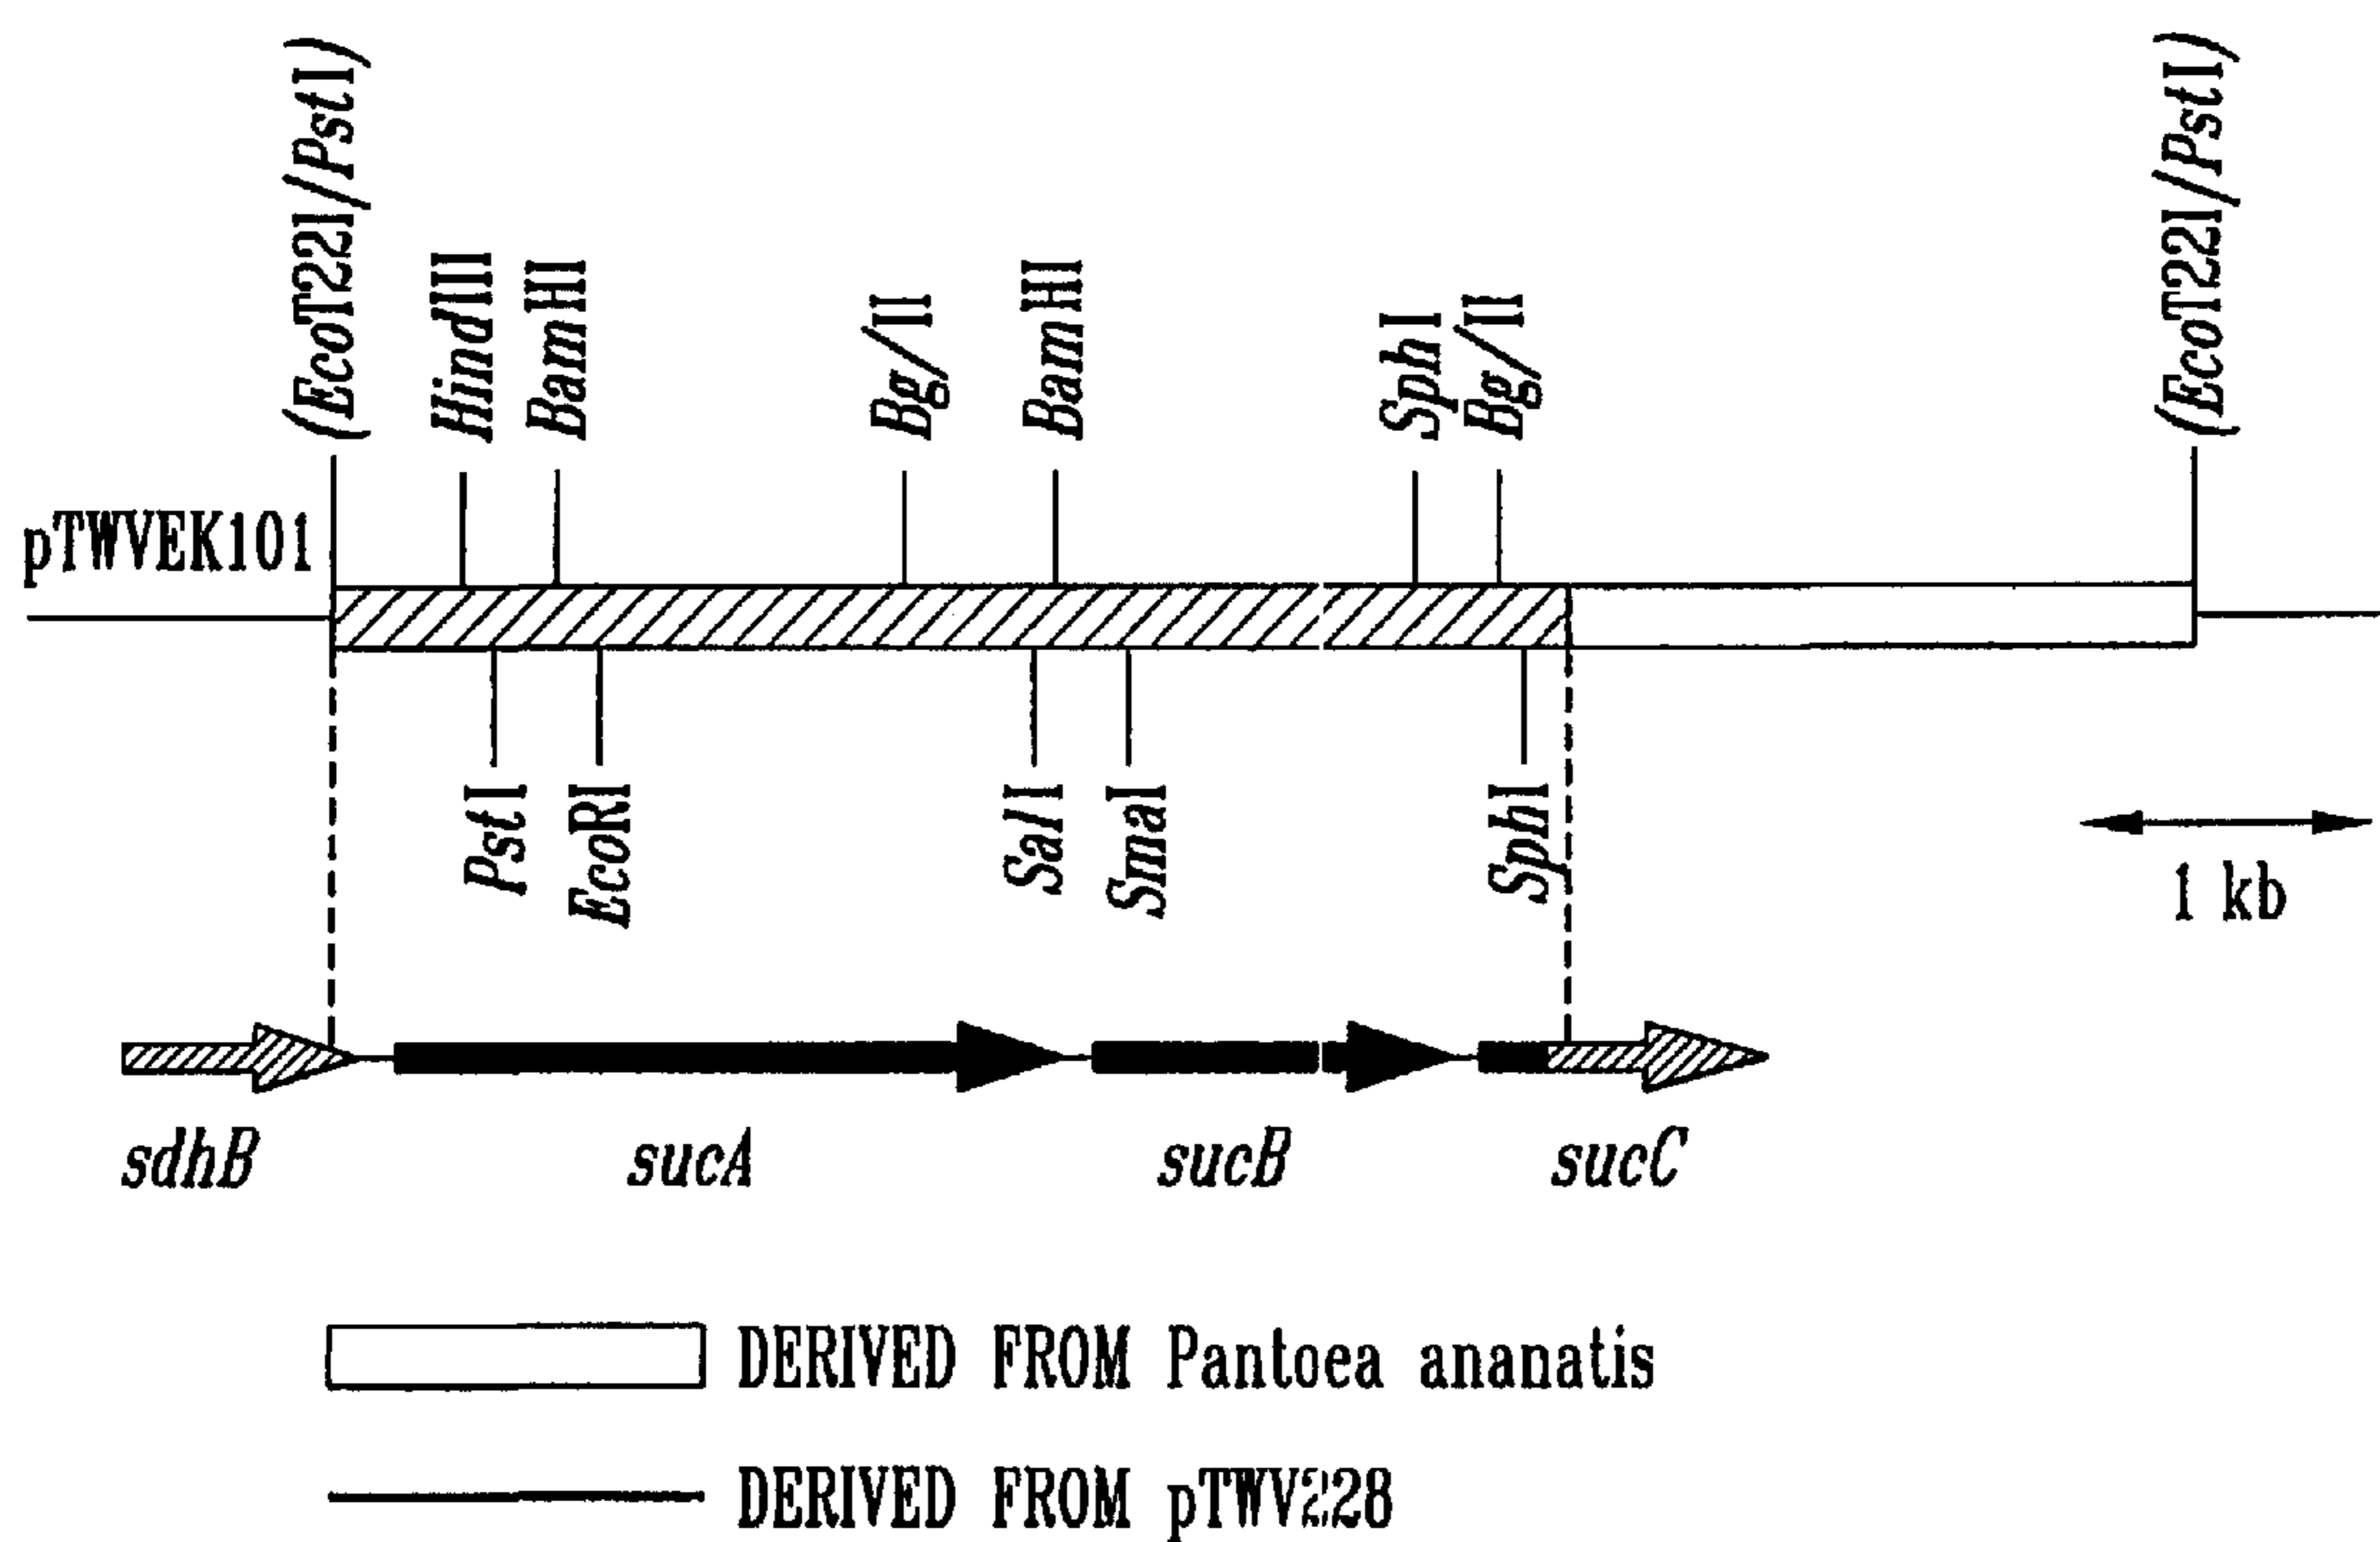 (EcoT22I/PstI)
HindIII
BamHI
BglII
BamHI
SphI
BglII
(EcoT22I/PstI)
pTWVEK101
PstI
EcoRI
SalI
SmaI
SphI
1 kb
sdhB
sucA
sucB
sucC
DERIVED FROM Pantoea ananatis
DERIVED FROM pTWV228